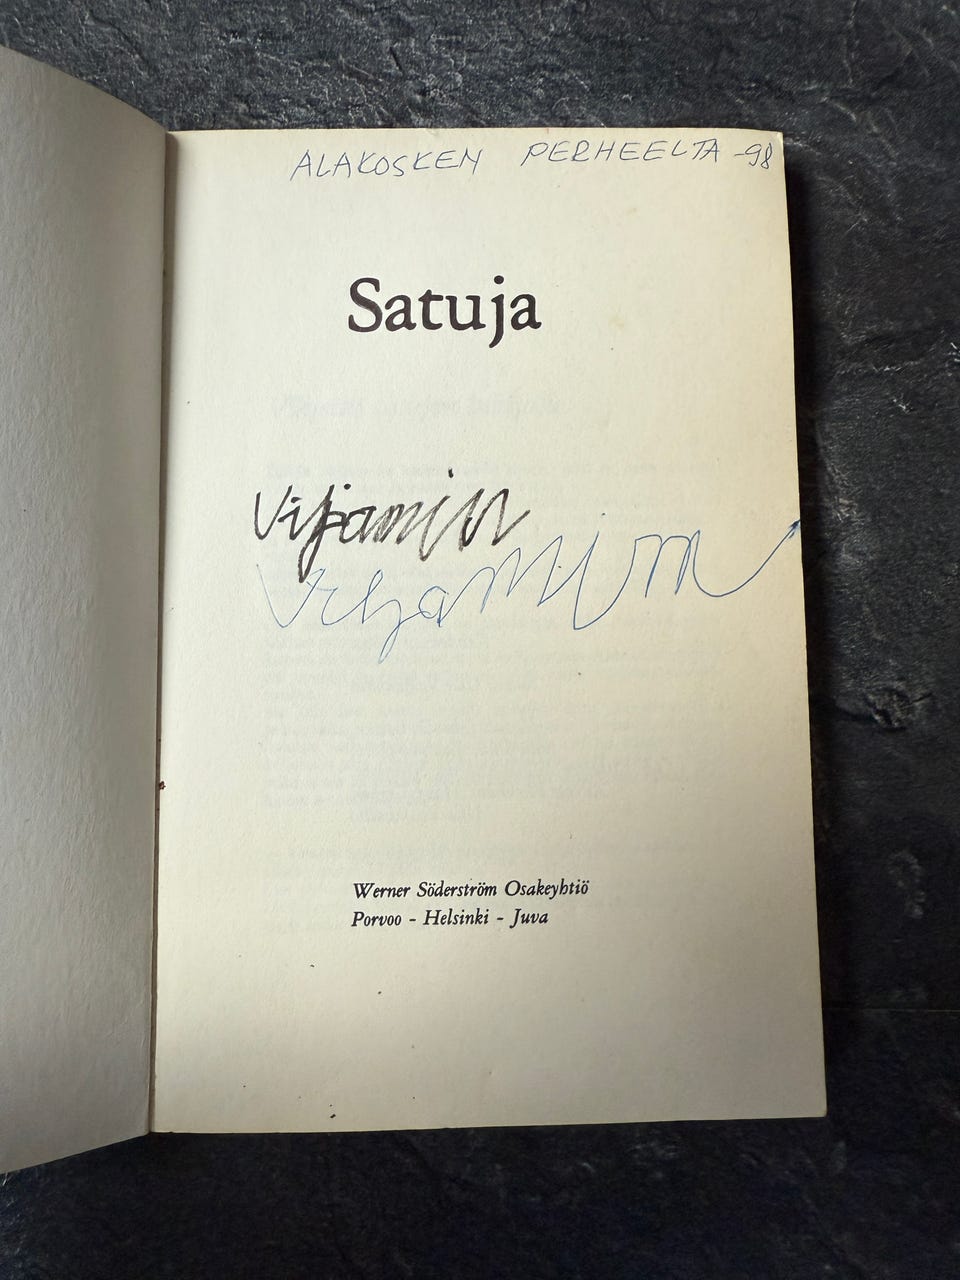 ALAKOSKEN PERHEELTA -98
Satuja
Werner Söderström Osakeyhtiö
Porvoo - Helsinki - Juva